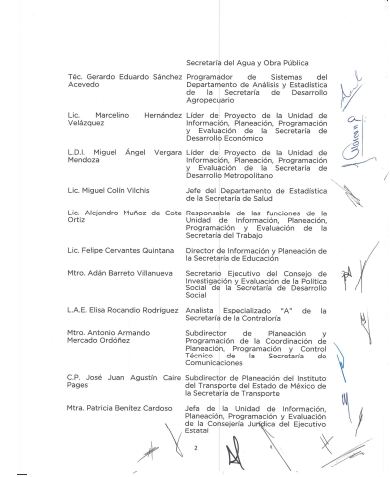 Secretaría del Agua y Obra Pública
Téc. Gerardo Eduardo Sánchez Acevedo
Programador de Sistemas del
Departamento de Análisis y Estadística
de la Secretaría de Desarrollo
Agropecuario
Lic. Marcelino Hernández Velázquez
Líder de Proyecto de la Unidad de
Información, Planeación, Programación
y Evaluación de la Secretaría de
Desarrollo Económico
L.D.I. Miguel Ángel Vergara Mendoza
Líder de Proyecto de la Unidad de
Información, Planeación, Programación
y Evaluación de la Secretaría de
Desarrollo Metropolitano
Lic. Miguel Colín Vilchis
Jefe del Departamento de Estadística
de la Secretaría de Salud
Lic. Alejandro Muñoz de Cote Ortiz
Responsable de las funciones de la
Unidad de Información, Planeación,
Programación y Evaluación de la
Secretaría del Trabajo
Lic. Felipe Cervantes Quintana
Director de Información y Planeación de
la Secretaría de Educación
Mtro. Adán Barreto Villanueva
Secretario Ejecutivo del Consejo de
Investigación y Evaluación de la Política
Social de la Secretaría de Desarrollo
Social
L.A.E. Elisa Rocandio Rodríguez
Analista Especializado "A" de la
Secretaría de la Contraloría
Mtro. Antonio Armando
Mercado Ordóñez
Subdirector de Planeación y
Programación de la Coordinación de
Planeación, Programación y Control
Técnico de la Secretaría de
Comunicaciones
C.P. José Juan Agustín Caire Pages
Subdirector de Planeación del Instituto
del Transporte del Estado de México de
la Secretaría de Transporte
Mtra. Patricia Benítez Cardoso
Jefa de la Unidad de Información,
Planeación, Programación y Evaluación
de la Consejería Jurídica del Ejecutivo
Estatal
2